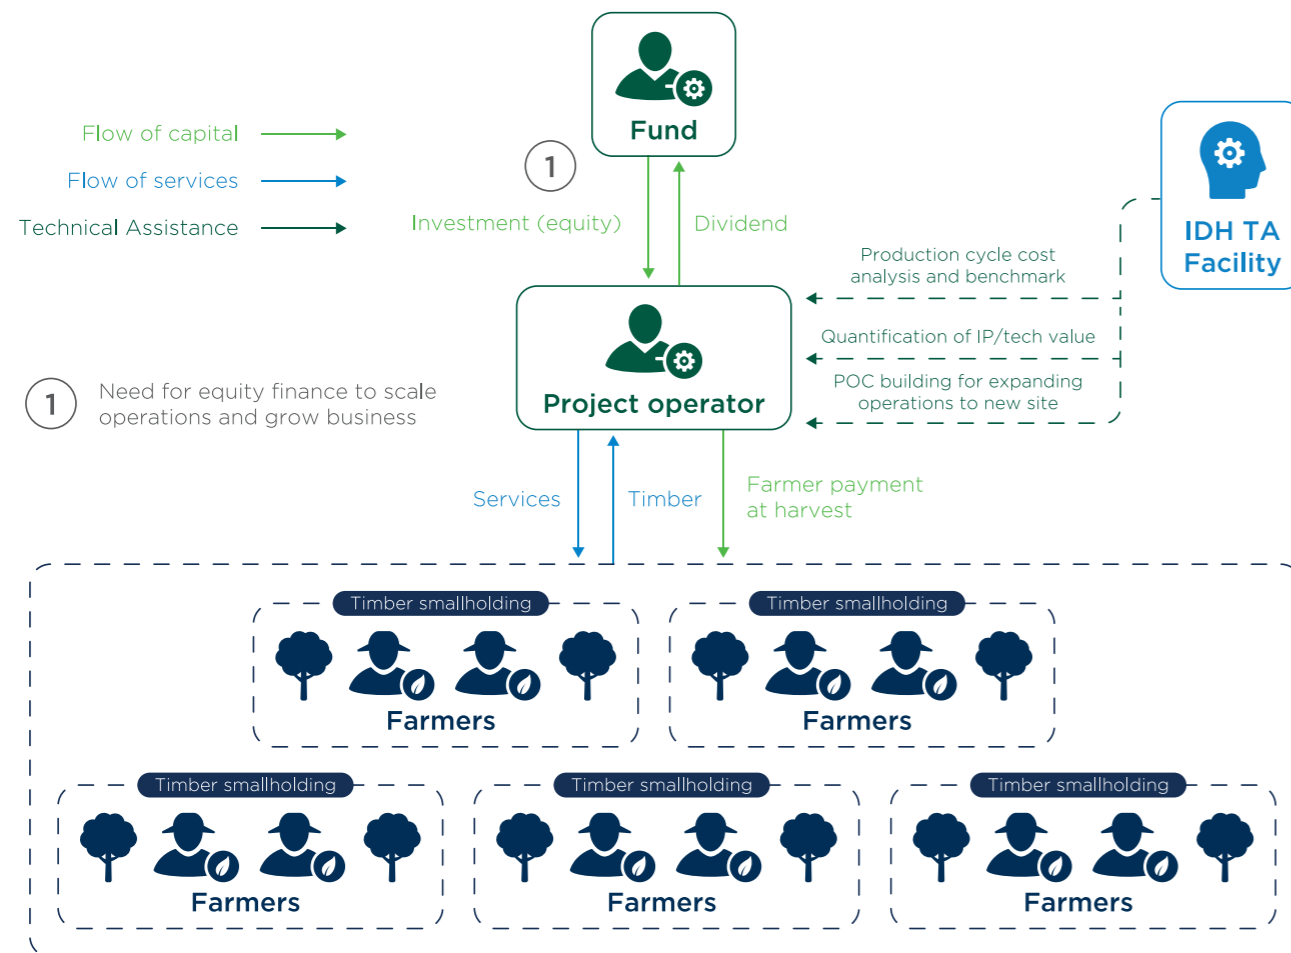 Fund
Flow of capital
Flow of services
Technical Assistance
1
Investment (equity)
Dividend
IDH TA
Facility
Production cycle cost
analysis and benchmark
Quantification of IP/tech value
POC building for expanding
operations to new site
Project operator
1
Need for equity finance to scale
operations and grow business
Services
Timber
Farmer payment
at harvest
Timber smallholding
Farmers
Timber smallholding
Farmers
Timber smallholding
Farmers
Timber smallholding
Farmers
Timber smallholding
Farmers